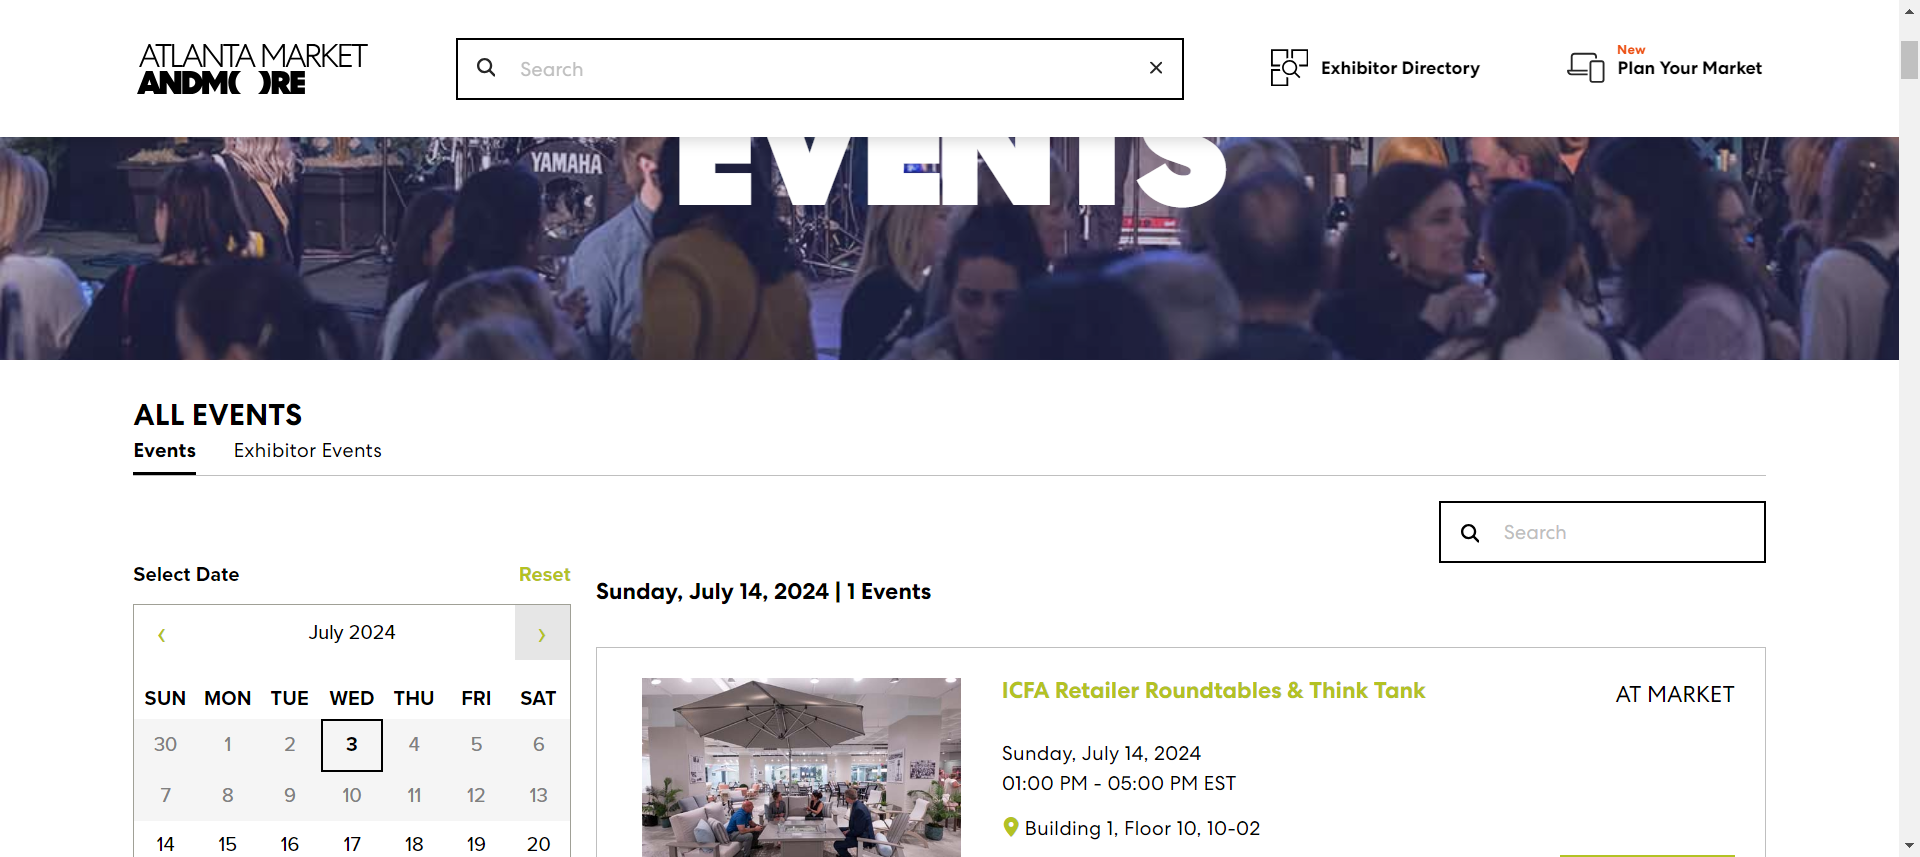 ATLANTA MARKET
ANDMORE
Search
Exhibitor Directory
New
Plan Your Market
YAMAHA
EVENTS
ALL EVENTS
Events
Exhibitor Events
Search
Select Date
Reset
July 2024
SUN MON TUE WED THU FRI SAT
30 1 2 3 4 5 6
7 8 9 10 11 12 13
14 15 16 17 18 19 20
Sunday, July 14, 2024 | 1 Events
ICFA Retailer Roundtables & Think Tank
AT MARKET
Sunday, July 14, 2024
01:00 PM - 05:00 PM EST
Building 1, Floor 10, 10-02